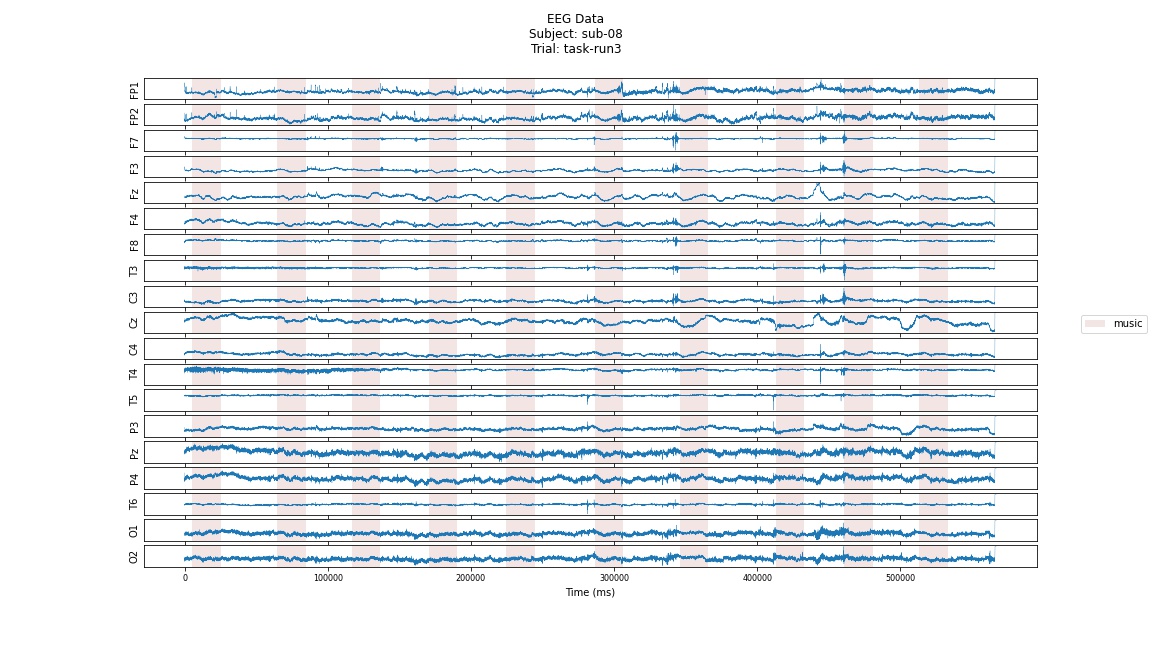 EEG Data
Subject: sub-08
Trial: task-run3
FP1
FP2
F7
F3
Fz
F4
F8
T3
C3
Cz
C4
T4
T5
P3
Pz
P4
T6
O1
O2
music
0 100000 200000 300000 400000 500000
Time (ms)